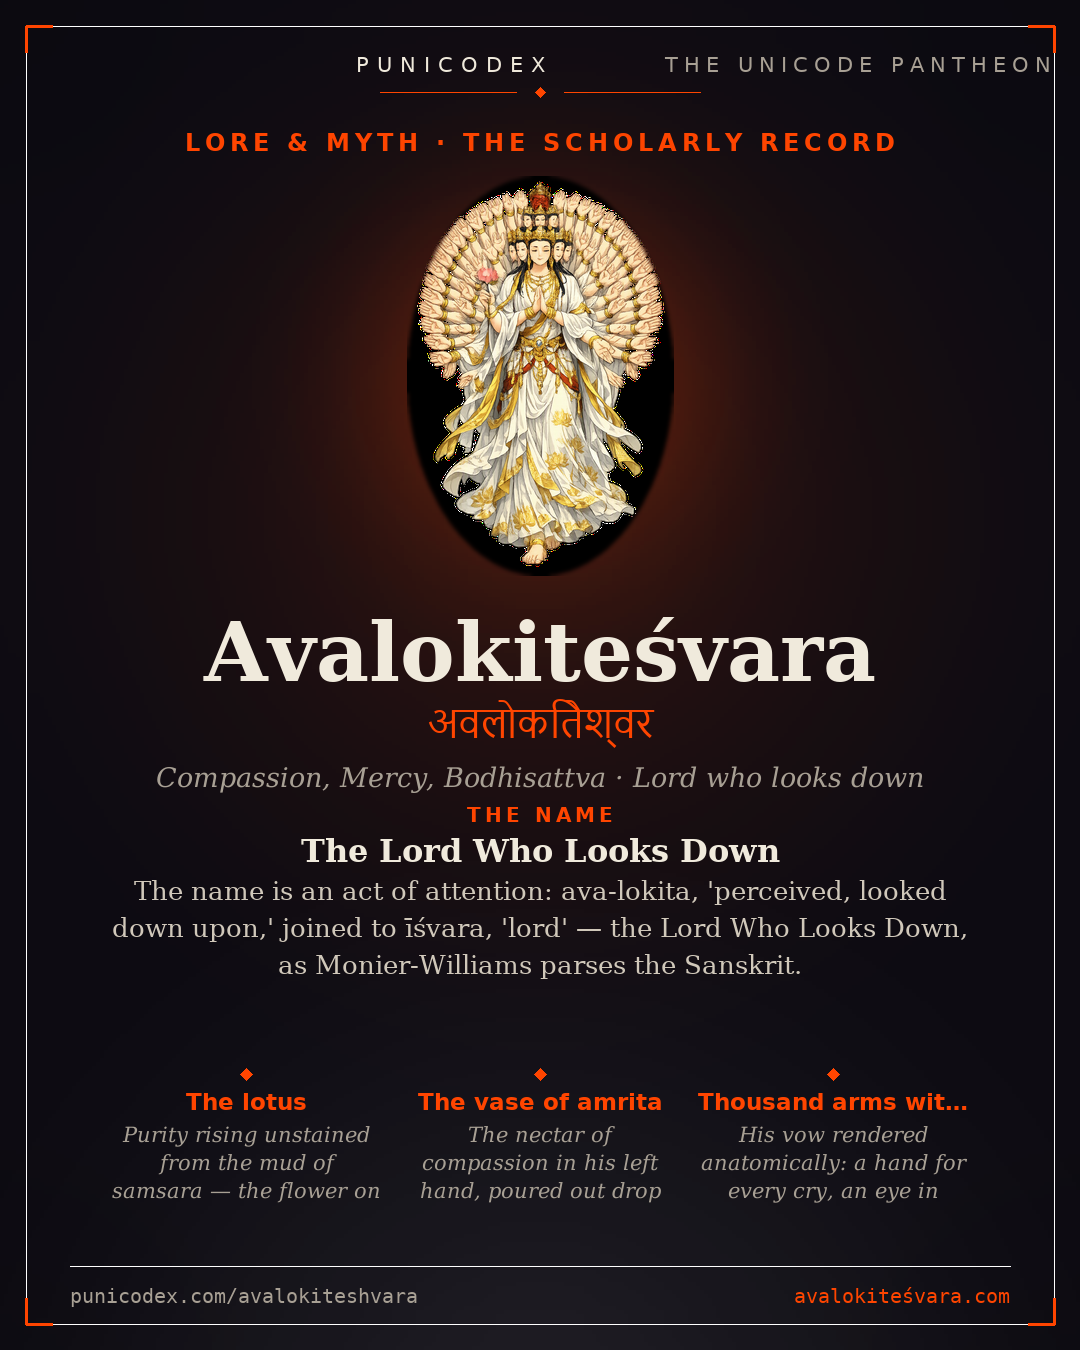 PUNICODEX THE UNICODE PANTHEON
LORE & MYTH · THE SCHOLARLY RECORD
Avalokiteśvara
अवलोकितेश्वर
Compassion, Mercy, Bodhisattva · Lord who looks down
THE NAME
The Lord Who Looks Down
The name is an act of attention: ava-lokita, 'perceived, looked
down upon,' joined to īśvara, 'lord' — the Lord Who Looks Down,
as Monier-Williams parses the Sanskrit.
The lotus
Purity rising unstained
from the mud of
samsara — the flower on
The vase of amrita
The nectar of
compassion in his left
hand, poured out drop
Thousand arms wit…
His vow rendered
anatomically: a hand for
every cry, an eye in
punicodex.com/avalokiteshvara
avalokiteśvara.com